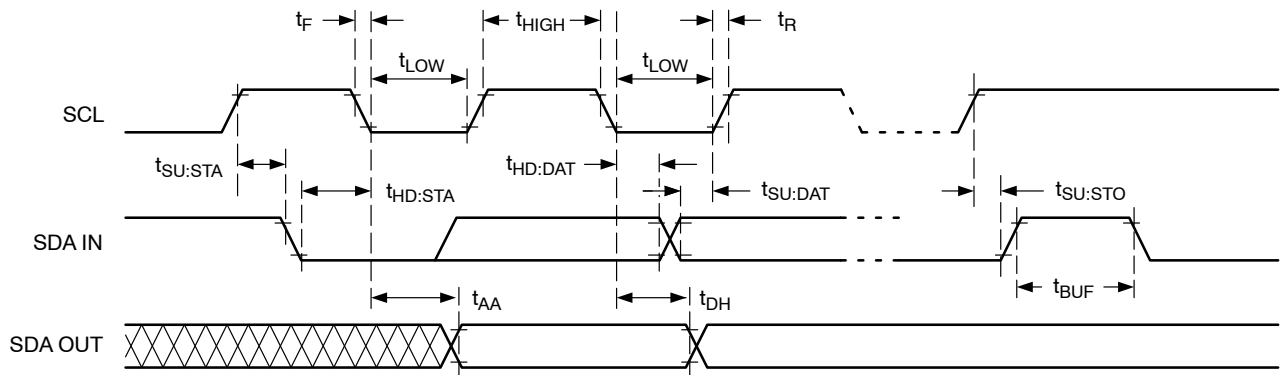 tF
tHIGH
tR
tLOW
tLOW
SCL
tSU:STA
tHD:STA
tHD:DAT
tSU:DAT
tSU:STO
SDA IN
tAA
tDH
tBUF
SDA OUT